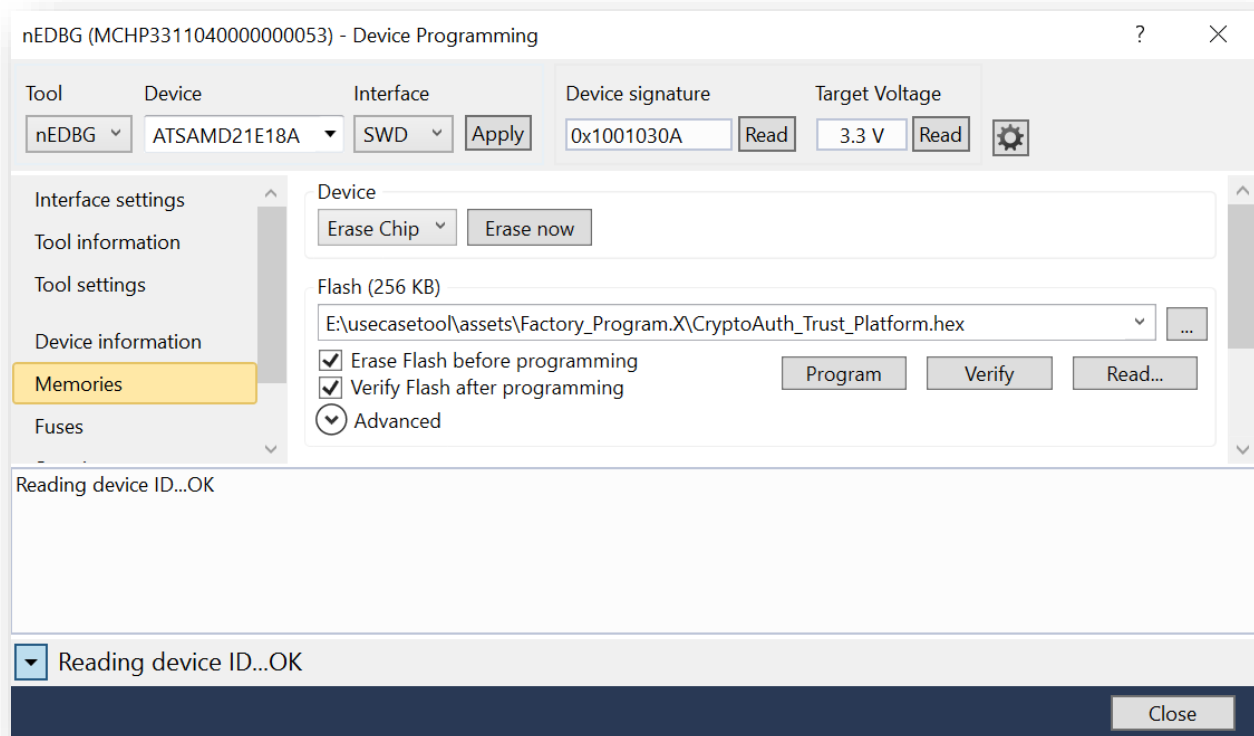 nEDBG (MCHP3311040000000053) - Device Programming ?
Tool Device Interface Device signature Target Voltage
nEDBG ATSAMD21E18A SWD Apply 0x1001030A Read 3.3 V Read
Interface settings
Tool information
Tool settings
Device information
Memories
Fuses
Device
Erase Chip Erase now
Flash (256 KB)
E:\usecasetool\assets\Factory_Program.X\CryptoAuth_Trust_Platform.hex ...
Erase Flash before programming
Verify Flash after programming
Program Verify Read...
Advanced
Reading device ID...OK
Reading device ID...OK
Close